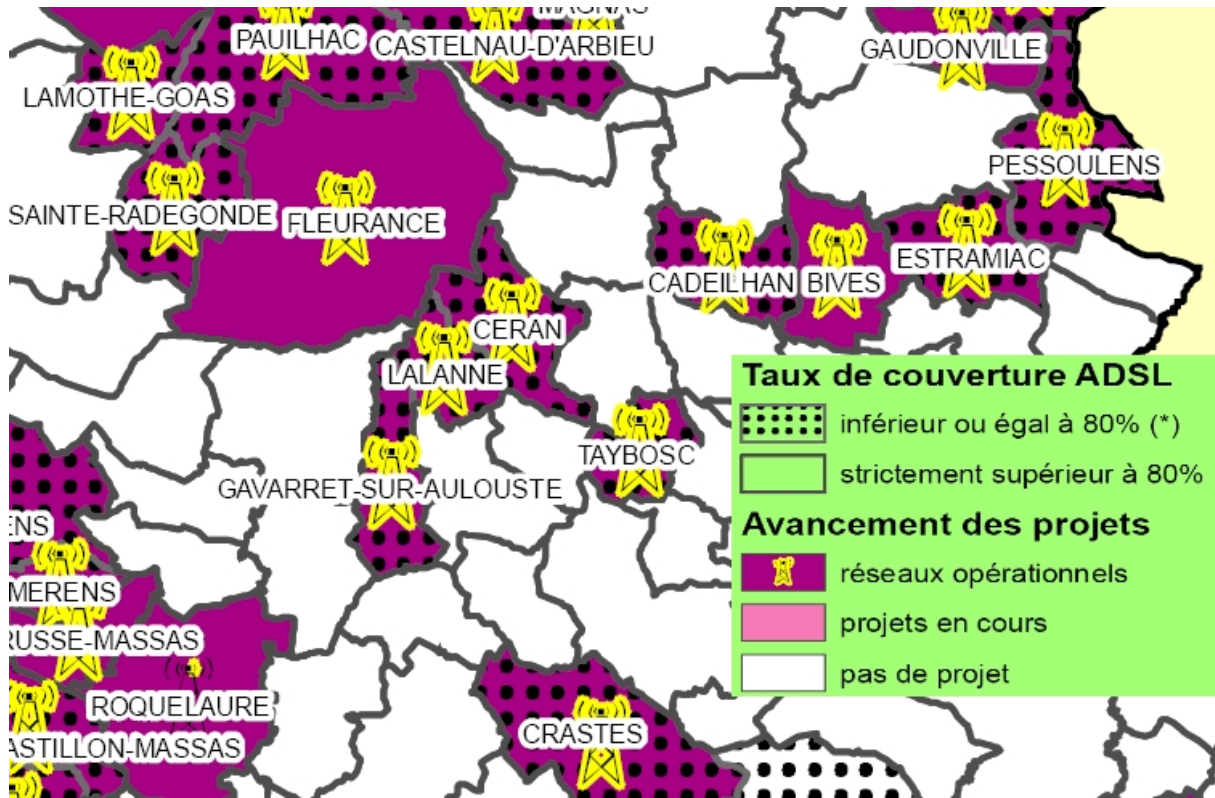 MAGNAS
PAUILHAC
CASTELNAU-D'ARBIEU
GAUDONVILLE
LAMOTHE-GOAS
PESSOULENS
SAINTE-RADEGONDE
FLEURANCE
ESTRAMIAC
CADEILHAN
BIVES
CERAN
LALANNE
TAYBOSC
GAVARRET-SUR-AULOUSTE
ENS
MERENS
RUSSE-MASSAS
ROQUELAURE
ASTILLON-MASSAS
CRASTES
Taux de couverture ADSL
inférieur ou égal à 80% (*)
strictement supérieur à 80%
Avancement des projets
réseaux opérationnels
projets en cours
pas de projet